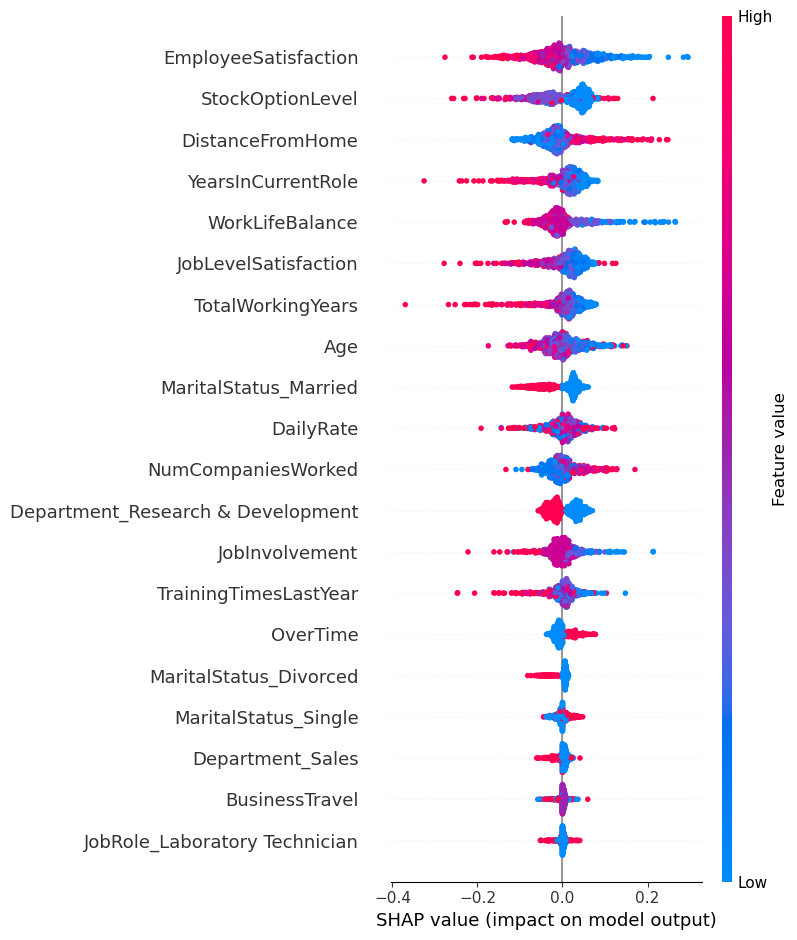 High
EmployeeSatisfaction
StockOptionLevel
DistanceFromHome
YearsInCurrentRole
WorkLifeBalance
JobLevelSatisfaction
TotalWorkingYears
Age
MaritalStatus_Married
DailyRate
NumCompaniesWorked
Department_Research & Development
JobInvolvement
TrainingTimesLastYear
OverTime
MaritalStatus_Divorced
MaritalStatus_Single
Department_Sales
BusinessTravel
JobRole_Laboratory Technician
Feature value
Low
−0.4 −0.2 0.0 0.2
SHAP value (impact on model output)